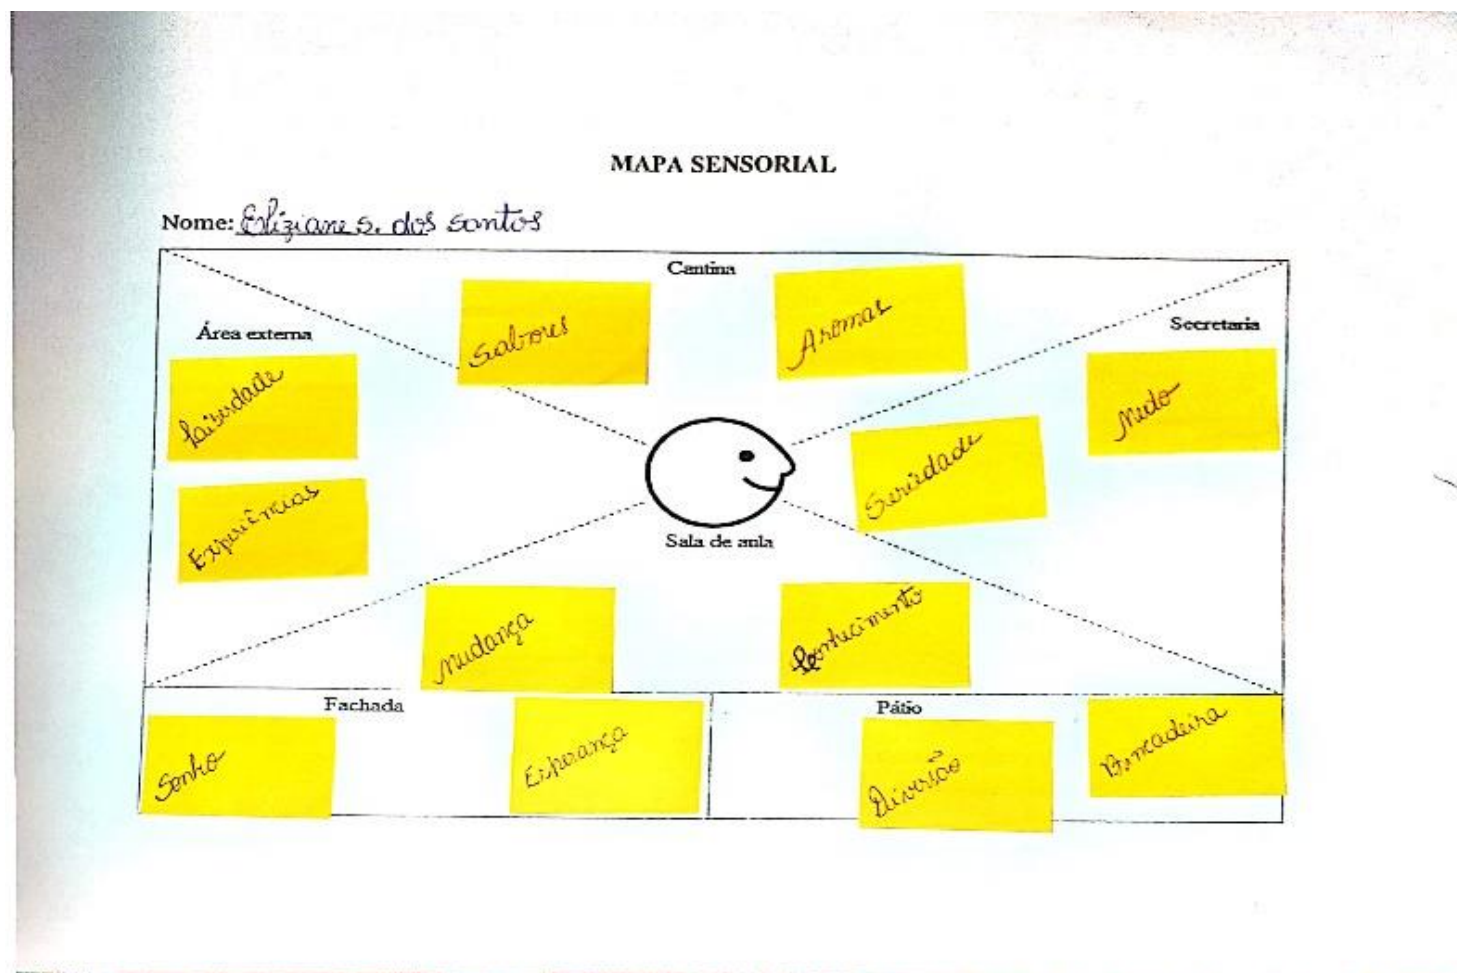 MAPA SENSORIAL
Nome: Eliziane s. dos santos
Cantina
Sabores
Aromas
Área externa
Liberdade
Experiências
Secretaria
Medo
Seriedade
Sala de aula
Mudança
Conhecimento
Fachada
Sonho
Esperança
Pátio
Diversão
Brincadeira